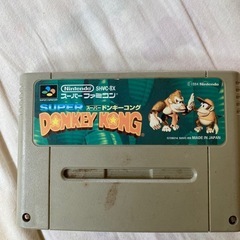 Nintendo
SHVC-8X
スーパーファミコン
SUPER
スーパードンキーコング
DONKEY KONG
MADE IN JAPAN